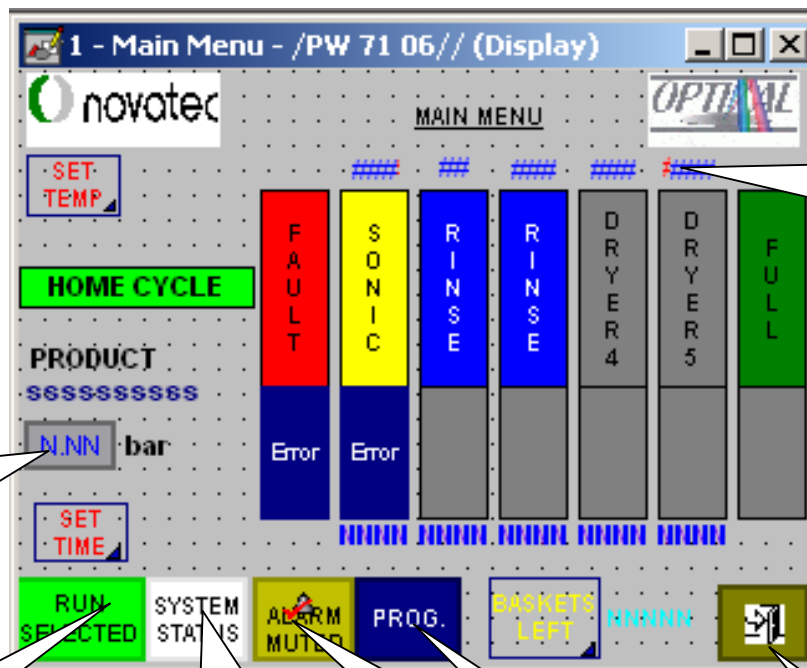 1 - Main Menu - /PW 71 06// (Display)
novatec
MAIN MENU
OPTIMAL
SET
TEMP
##### ## #### #### #####
FAULT
SONIC
RINSE
RINSE
DRYER4
DRYER5
FULL
HOME CYCLE
PRODUCT
ssssssssss
N.NN bar
Error Error
SET
TIME
NNNN NNNN NNNN NNNN NNNN
RUN
SELECTED
SYSTEM
STATUS
ALARM
MUTED
PROG.
BASKETS
LEFT
NNNNN